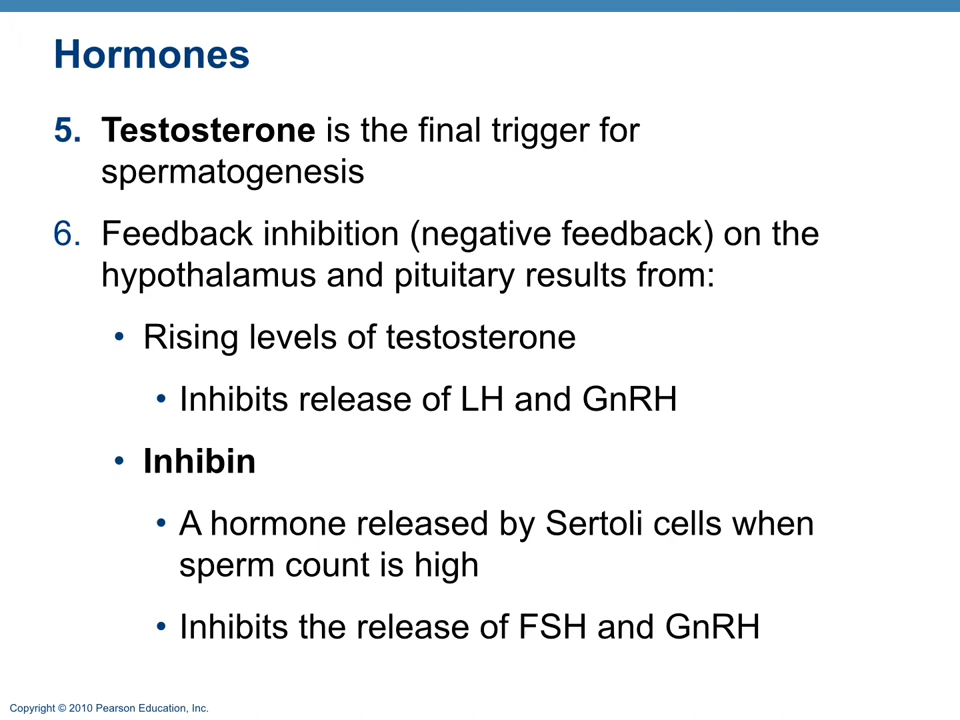 Hormones
5. Testosterone is the final trigger for
spermatogenesis
6. Feedback inhibition (negative feedback) on the
hypothalamus and pituitary results from:
• Rising levels of testosterone
• Inhibits release of LH and GnRH
• Inhibin
• A hormone released by Sertoli cells when
sperm count is high
• Inhibits the release of FSH and GnRH
Copyright © 2010 Pearson Education, Inc.